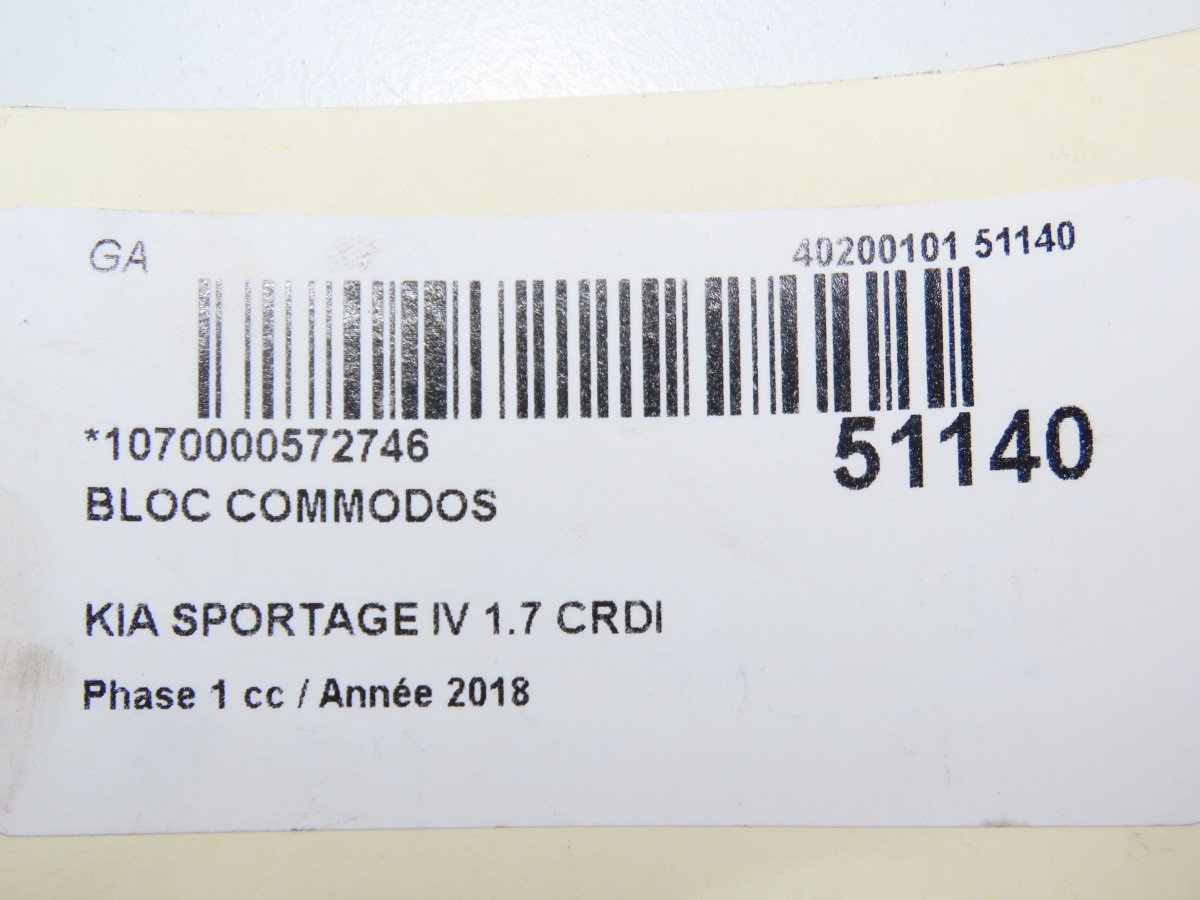 GA
40200101 51140
*1070000572746
51140
BLOC COMMODOS
KIA SPORTAGE IV 1.7 CRDI
Phase 1 cc / Année 2018